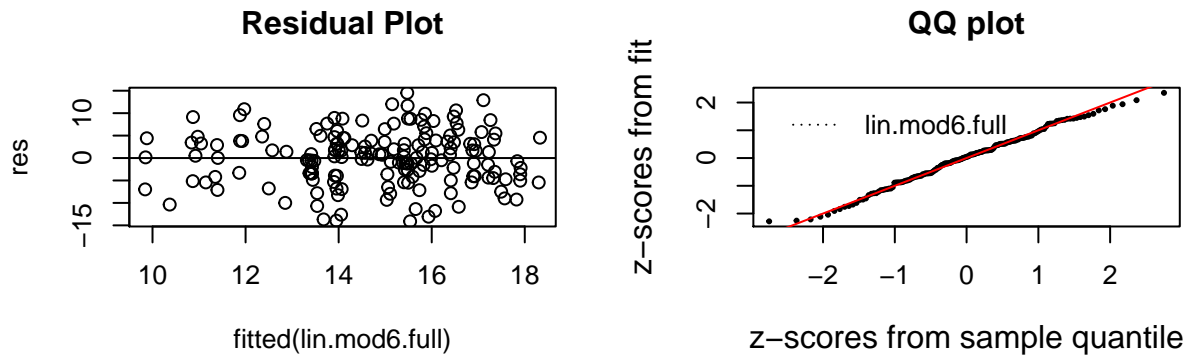 Residual Plot
res
10
0
−15
10 12 14 16 18
fitted(lin.mod6.full)
QQ plot
z−scores from fit
2
0
−2
lin.mod6.full
−2 −1 0 1 2
z−scores from sample quantile